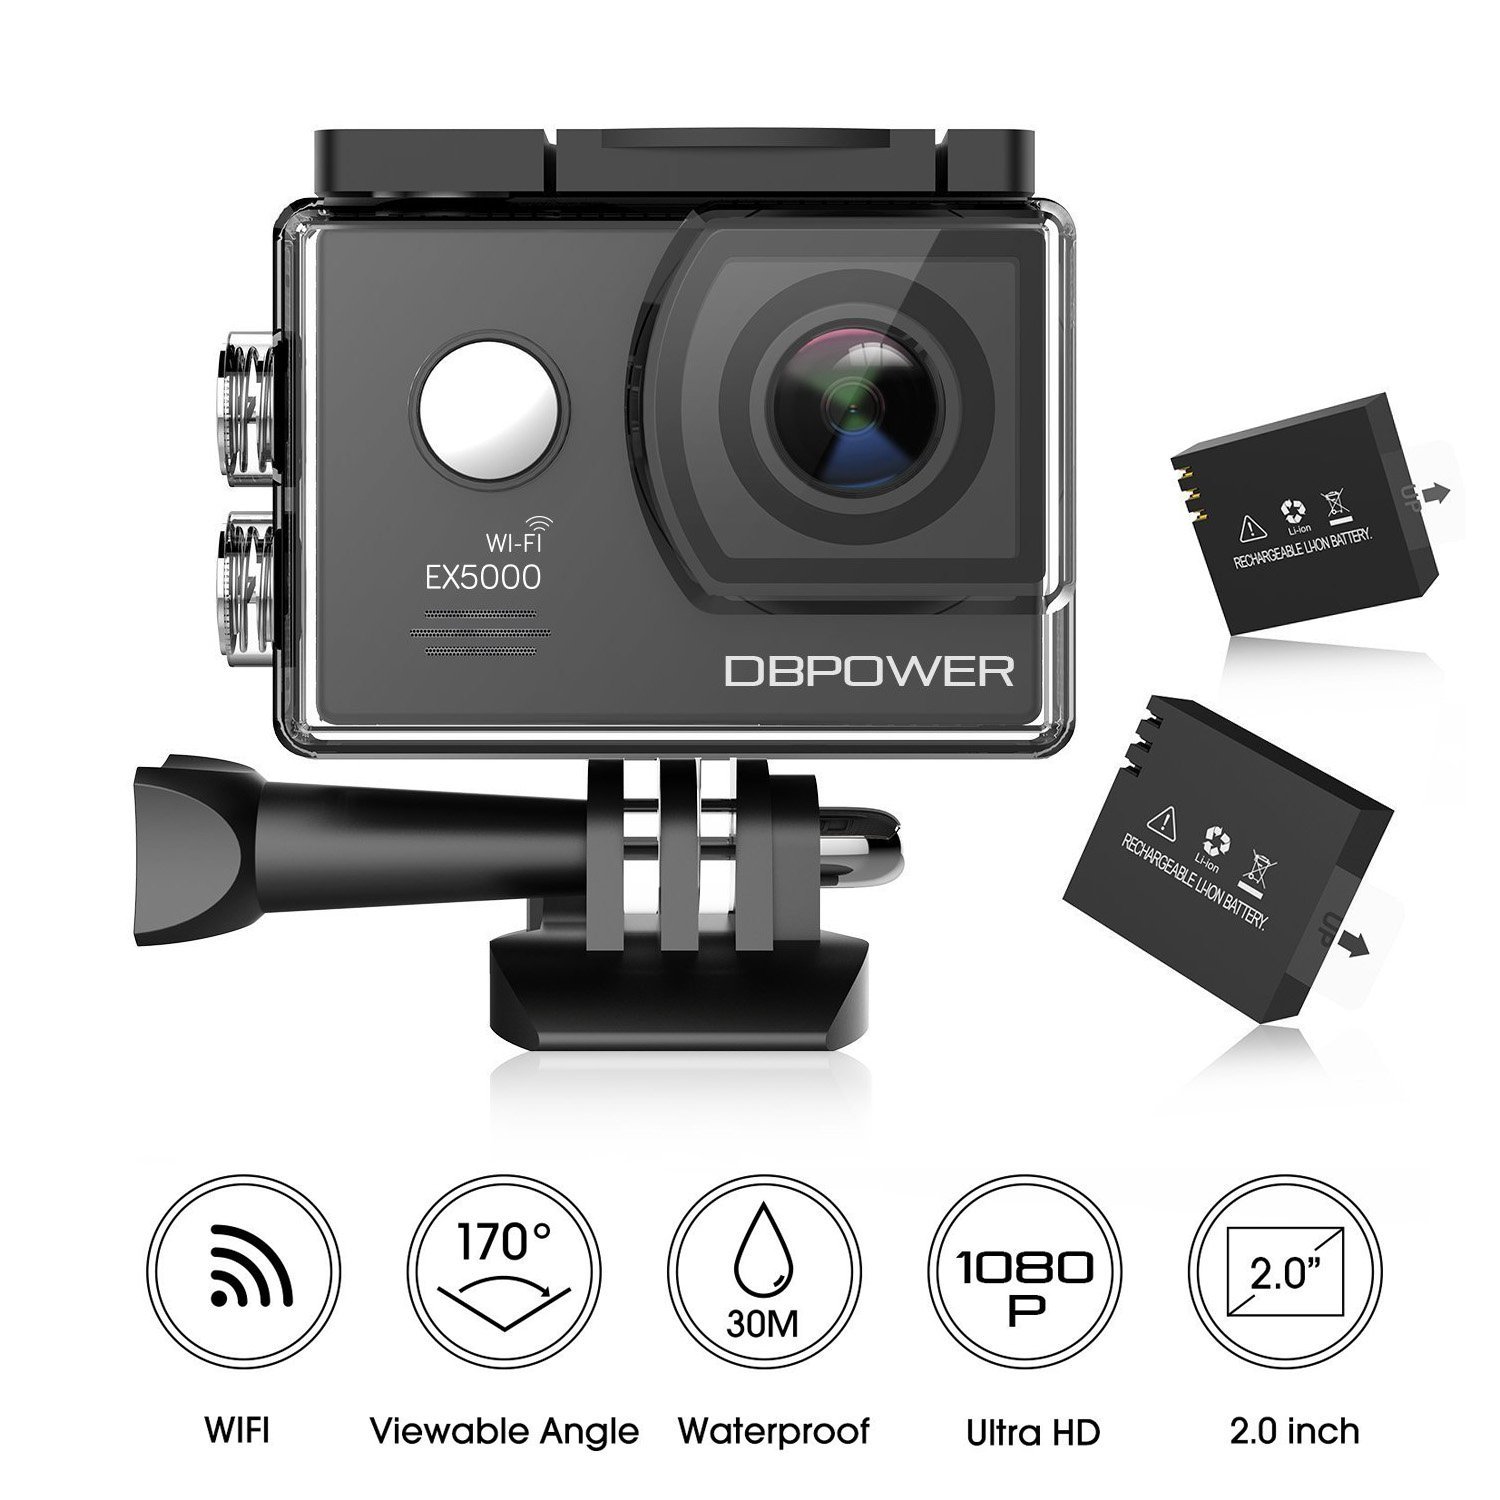 WI-FI
EX5000
DBPOWER
UP
Li-ion
RECHARGEABLE LI-ION BATTERY.
UP
Li-ion
RECHARGEABLE LI-ION BATTERY.
170°
30M
1080
P
2.0”
WIFI
Viewable Angle
Waterproof
Ultra HD
2.0 inch